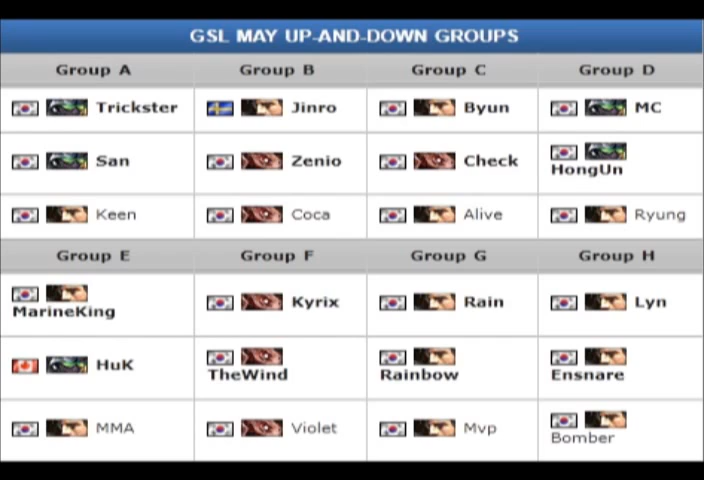 GSL MAY UP-AND-DOWN GROUPS
Group A Group B Group C Group D
Trickster Jinro Byun MC
San Zenio Check HongUn
Keen Coca Alive Ryung
Group E Group F Group G Group H
MarineKing Kyrix Rain Lyn
HuK TheWind Rainbow Ensnare
MMA Violet Mvp Bomber